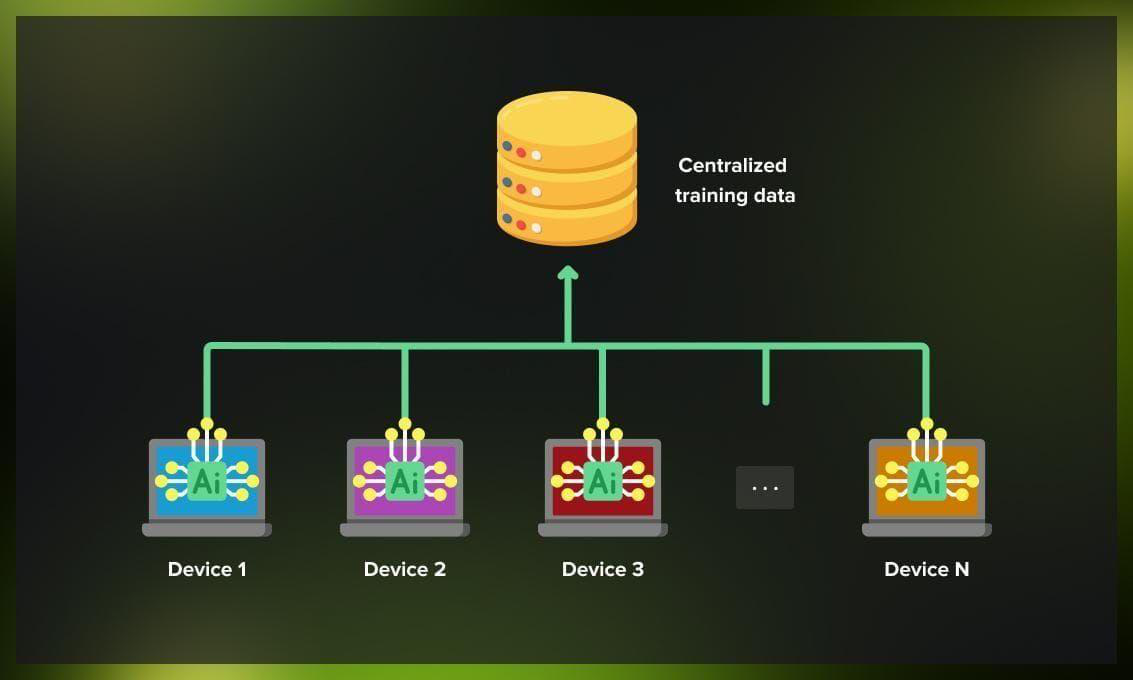 Centralized
training data
Ai
Ai
Ai
...
Ai
Device 1
Device 2
Device 3
Device N